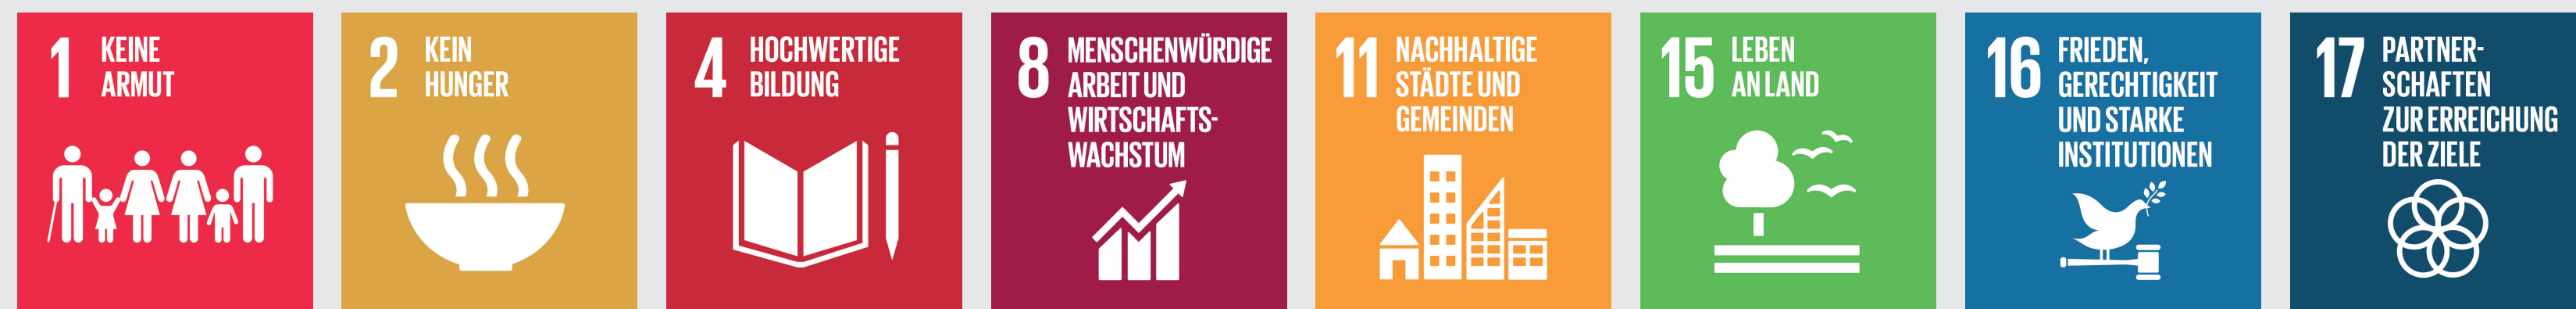 1 KEINE
ARMUT
2 KEIN
HUNGER
4 HOCHWERTIGE
BILDUNG
8 MENSCHENWÜRDIGE
ARBEIT UND
WIRTSCHAFTS-
WACHSTUM
11 NACHHALTIGE
STÄDTE UND
GEMEINDEN
15 LEBEN
AN LAND
16 FRIEDEN,
GERECHTIGKEIT
UND STARKE
INSTITUTIONEN
17 PARTNER-
SCHAFTEN
ZUR ERREICHUNG
DER ZIELE